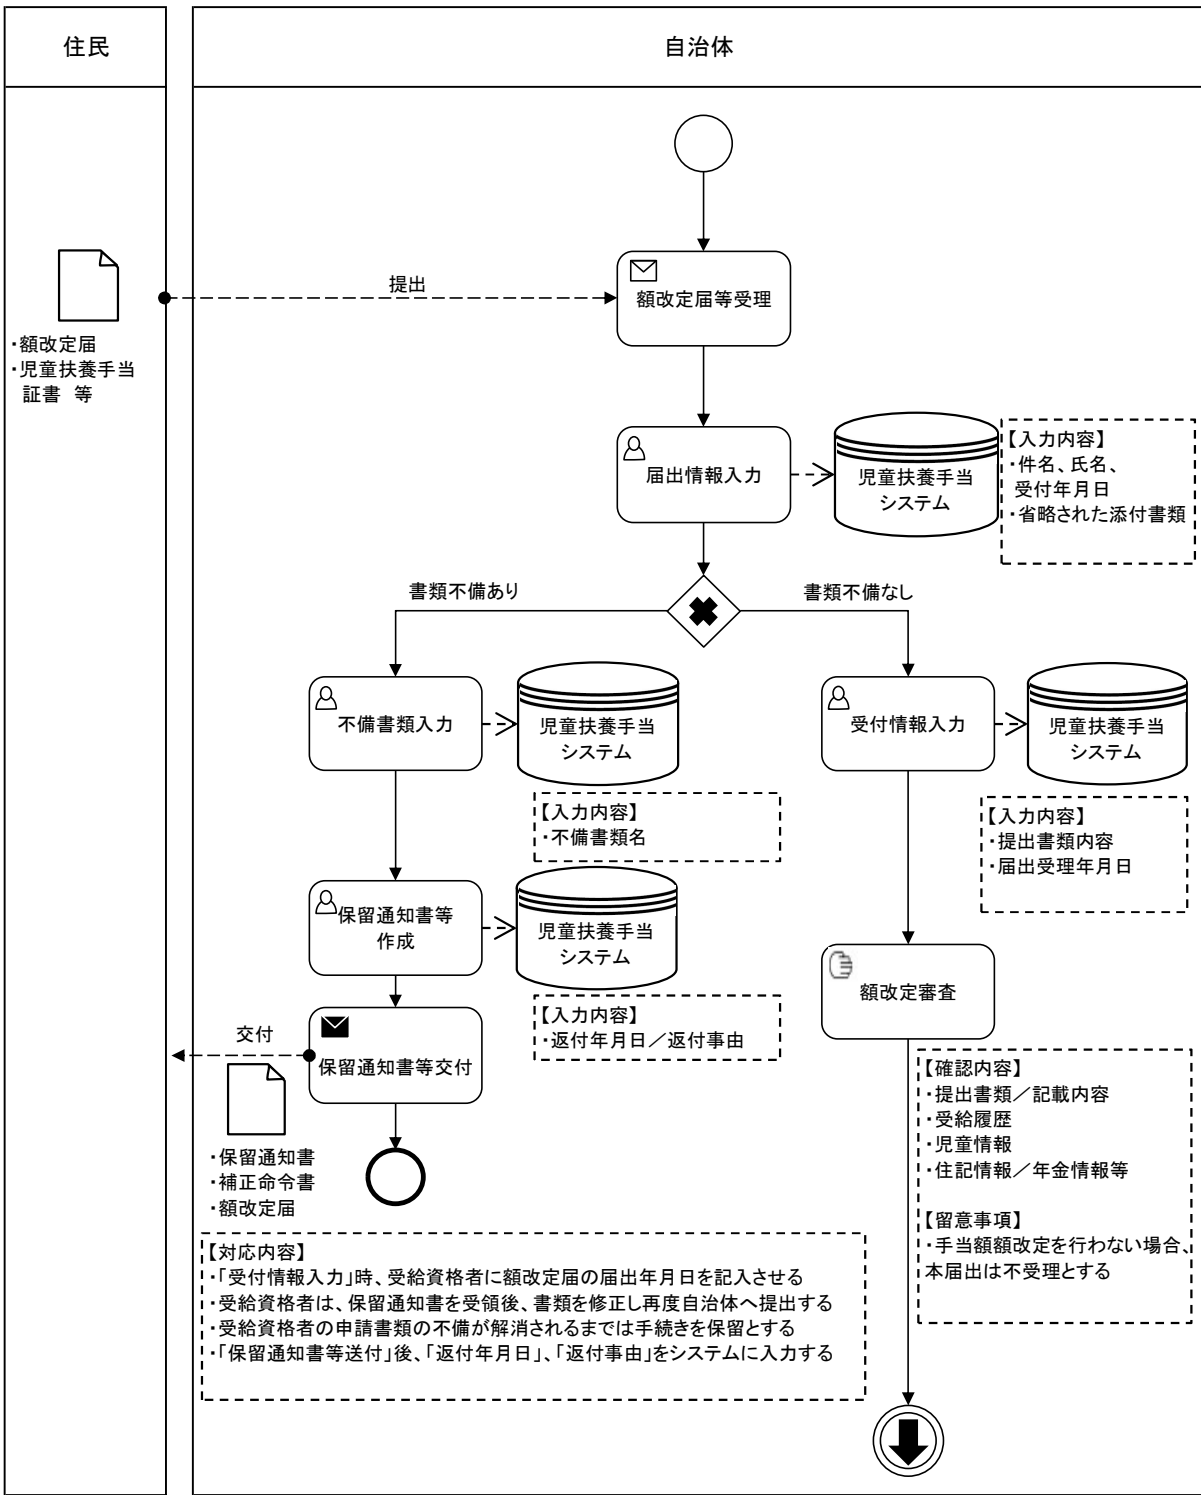 住民
自治体
提出
額改定届等受理
・額改定届
・児童扶養手当
証書 等
届出情報入力
児童扶養手当
システム
【入力内容】
・件名、氏名、
受付年月日
・省略された添付書類
書類不備あり
書類不備なし
不備書類入力
児童扶養手当
システム
【入力内容】
・不備書類名
受付情報入力
児童扶養手当
システム
【入力内容】
・提出書類内容
・届出受理年月日
保留通知書等
作成
児童扶養手当
システム
【入力内容】
・返付年月日／返付事由
額改定審査
交付
保留通知書等交付
・保留通知書
・補正命令書
・額改定届
【確認内容】
・提出書類／記載内容
・受給履歴
・児童情報
・住記情報／年金情報等
【留意事項】
・手当額額改定を行わない場合、
本届出は不受理とする
【対応内容】
・「受付情報入力」時、受給資格者に額改定届の届出年月日を記入させる
・受給資格者は、保留通知書を受領後、書類を修正し再度自治体へ提出する
・受給資格者の申請書類の不備が解消されるまでは手続きを保留とする
・「保留通知書等送付」後、「返付年月日」、「返付事由」をシステムに入力する